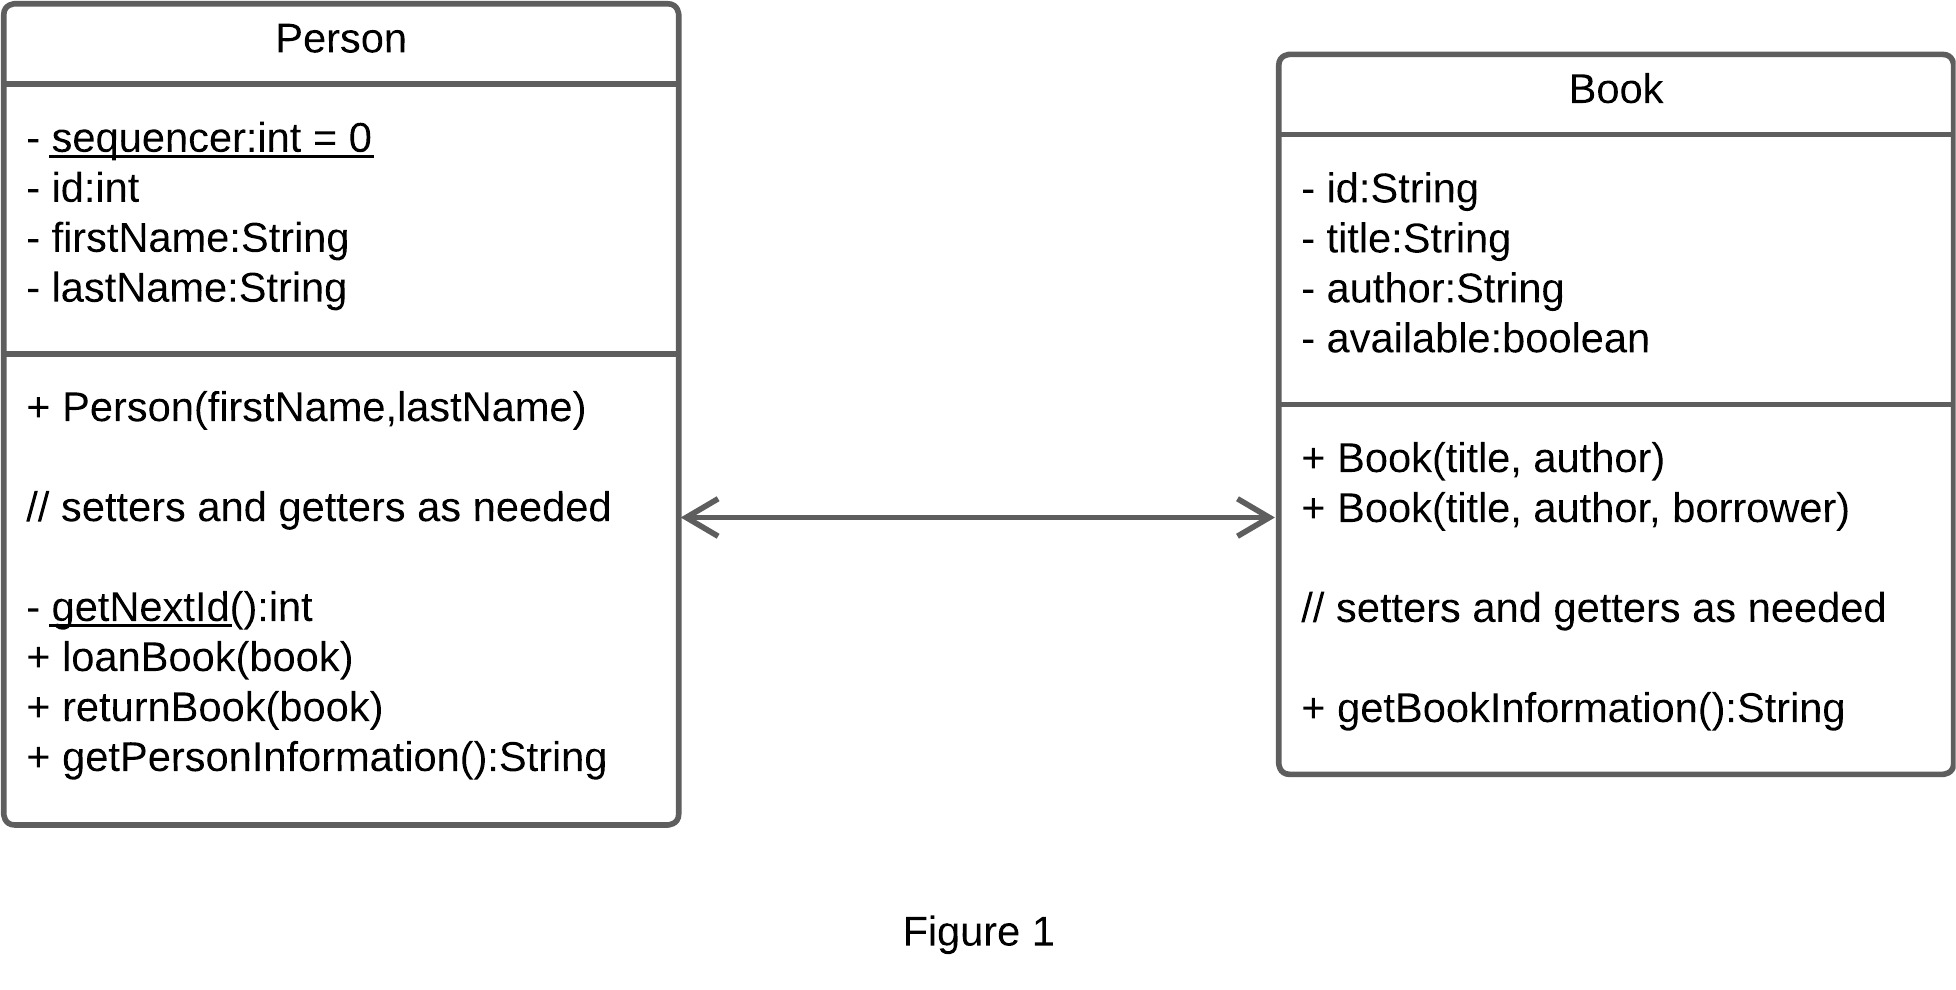 Person
- sequencer:int = 0
- id:int
- firstName:String
- lastName:String
+ Person(firstName,lastName)
// setters and getters as needed
- getNextId():int
+ loanBook(book)
+ returnBook(book)
+ getPersonInformation():String
Book
- id:String
- title:String
- author:String
- available:boolean
+ Book(title, author)
+ Book(title, author, borrower)
// setters and getters as needed
+ getBookInformation():String
Figure 1